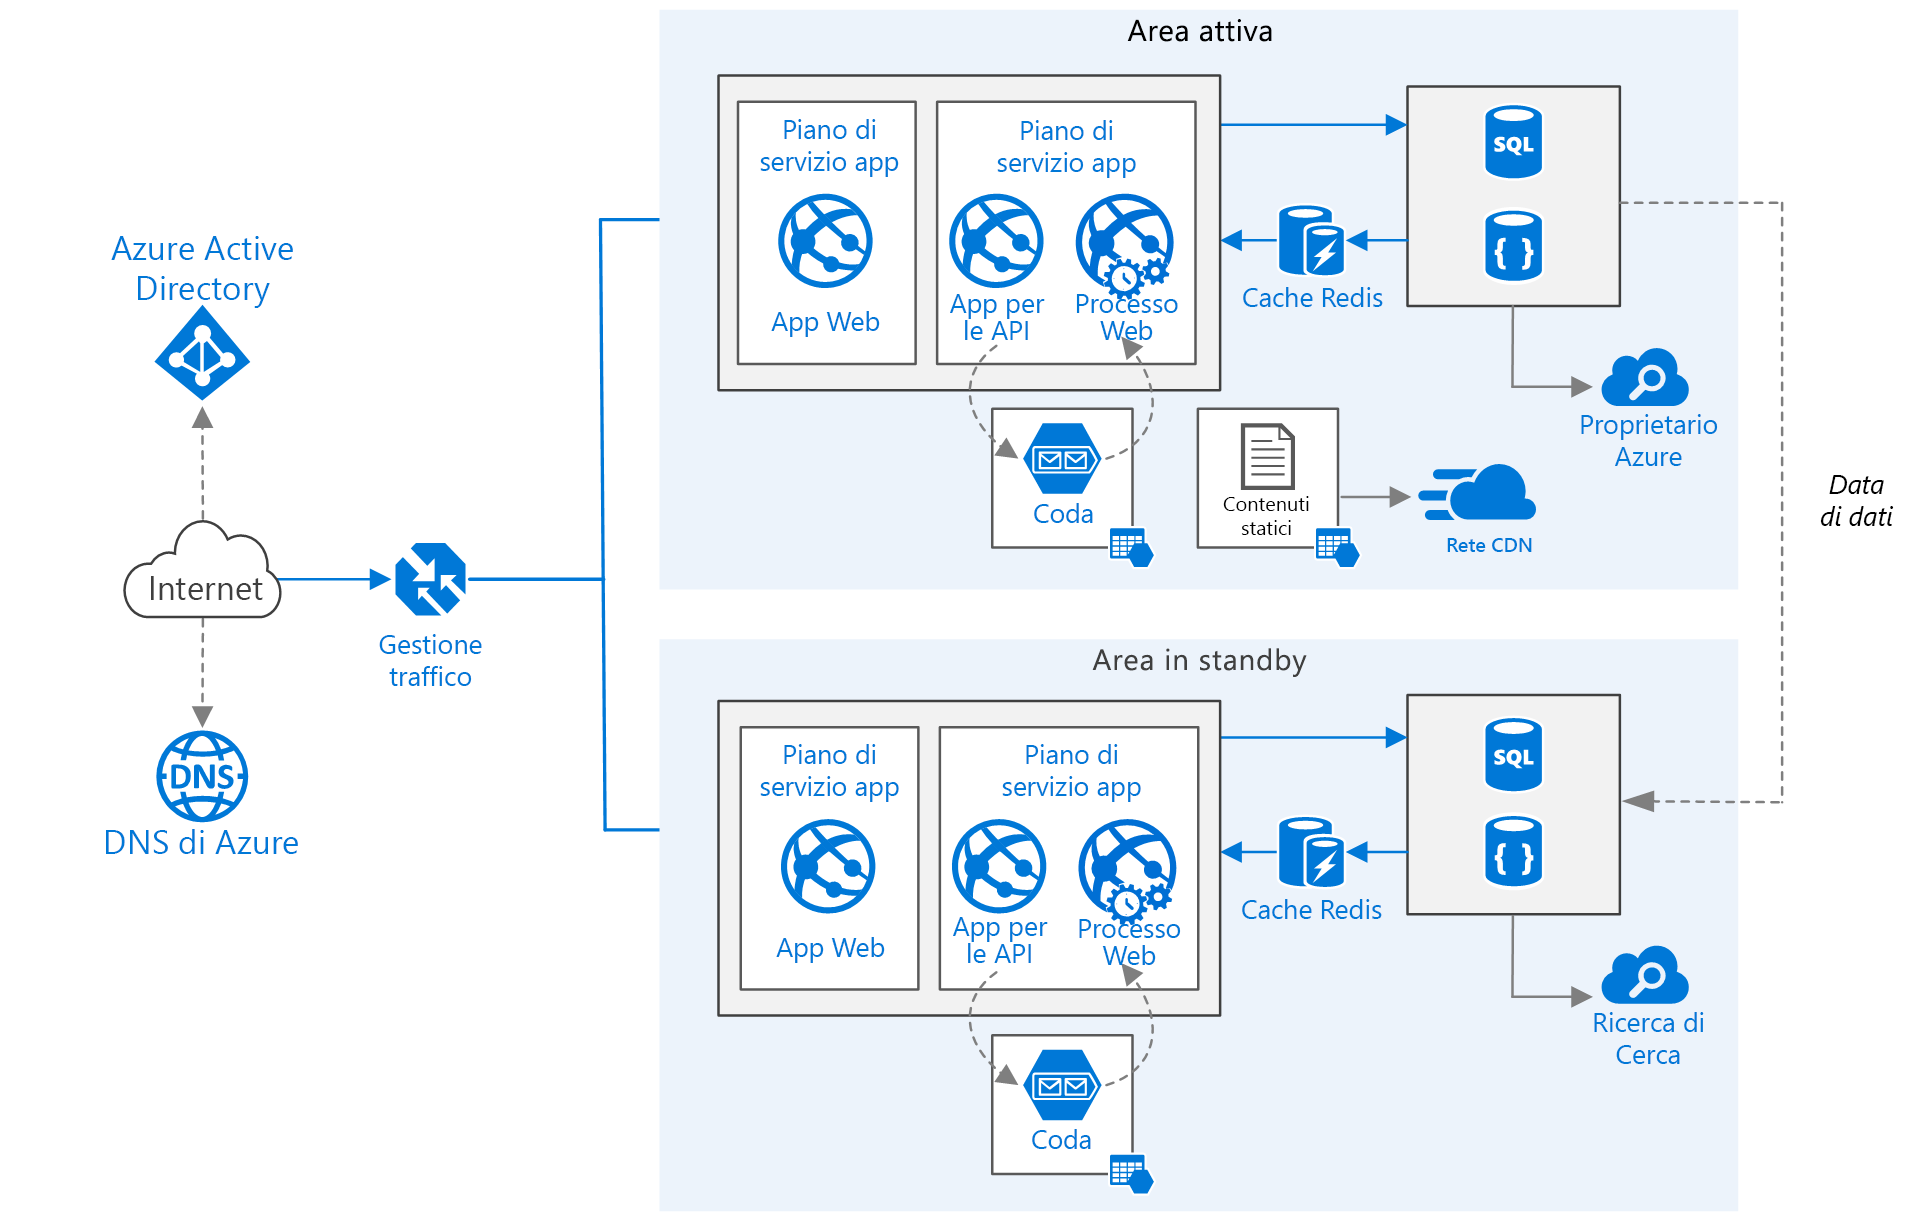 Area attiva
Piano di
servizio app
App Web
Piano di
servizio app
App per
le API
Processo
Web
SQL
{ }
Cache Redis
Proprietario
Azure
Coda
Contenuti
statici
Rete CDN
Azure Active
Directory
Internet
Gestione
traffico
DNS
DNS di Azure
Data
di dati
Area in standby
Piano di
servizio app
App Web
Piano di
servizio app
App per
le API
Processo
Web
SQL
{ }
Cache Redis
Ricerca di
Cerca
Coda